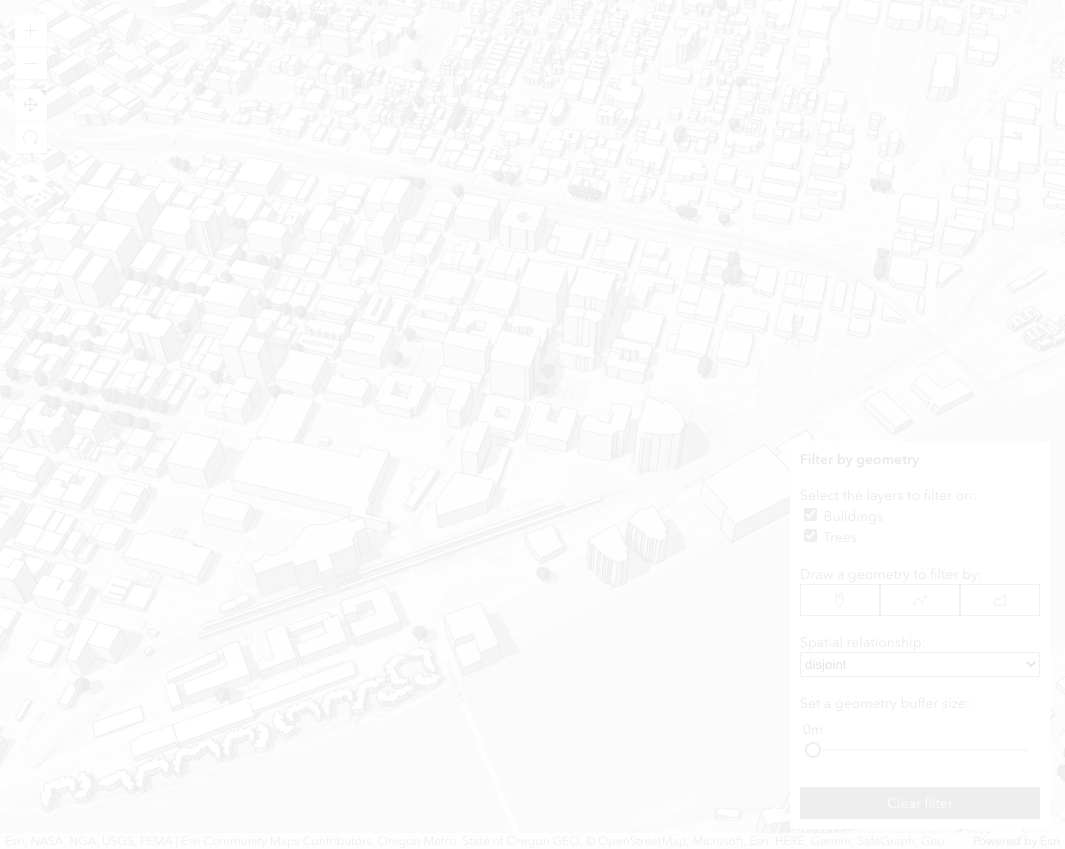 Filter by geometry
Select the layers to filter on:
Buildings
Trees
Draw a geometry to filter by:
Spatial relationship:
disjoint
Set a geometry buffer size:
0m
Clear filter
Esri, NASA, NGA, USGS, FEMA | Esri Community Maps Contributors, Oregon Metro, State of Oregon GEO, © OpenStreetMap, Microsoft, Esri, HERE, Garmin, SafeGraph, Geo... Powered by Esri